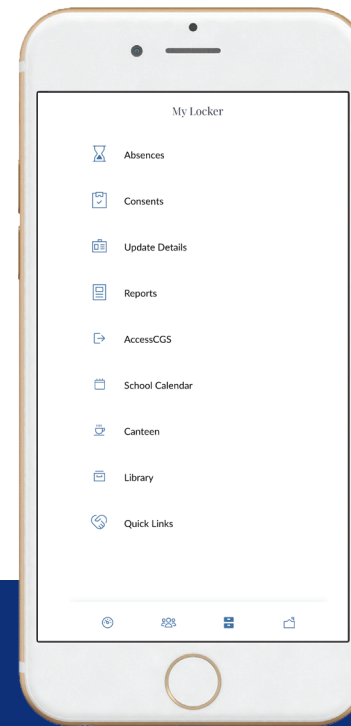 My Locker
Absences
Consents
Update Details
Reports
AccessCGS
School Calendar
Canteen
Library
Quick Links